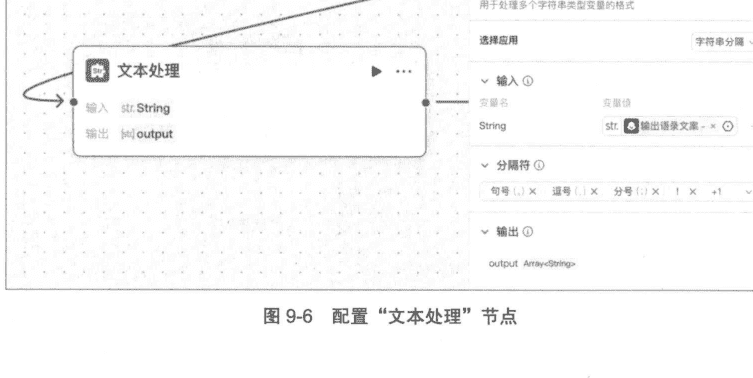 用于处理多个字符串类型变量的格式
选择应用 字符串分隔
文本处理
输入 str. String
输出 [str] output
输入
变量名 变量值
String str. 输出语录文案 - ×
分隔符
句号 (.) × 逗号 (,) × 分号 (;) × ! × +1
输出
output Array<String>
图 9-6 配置“文本处理”节点